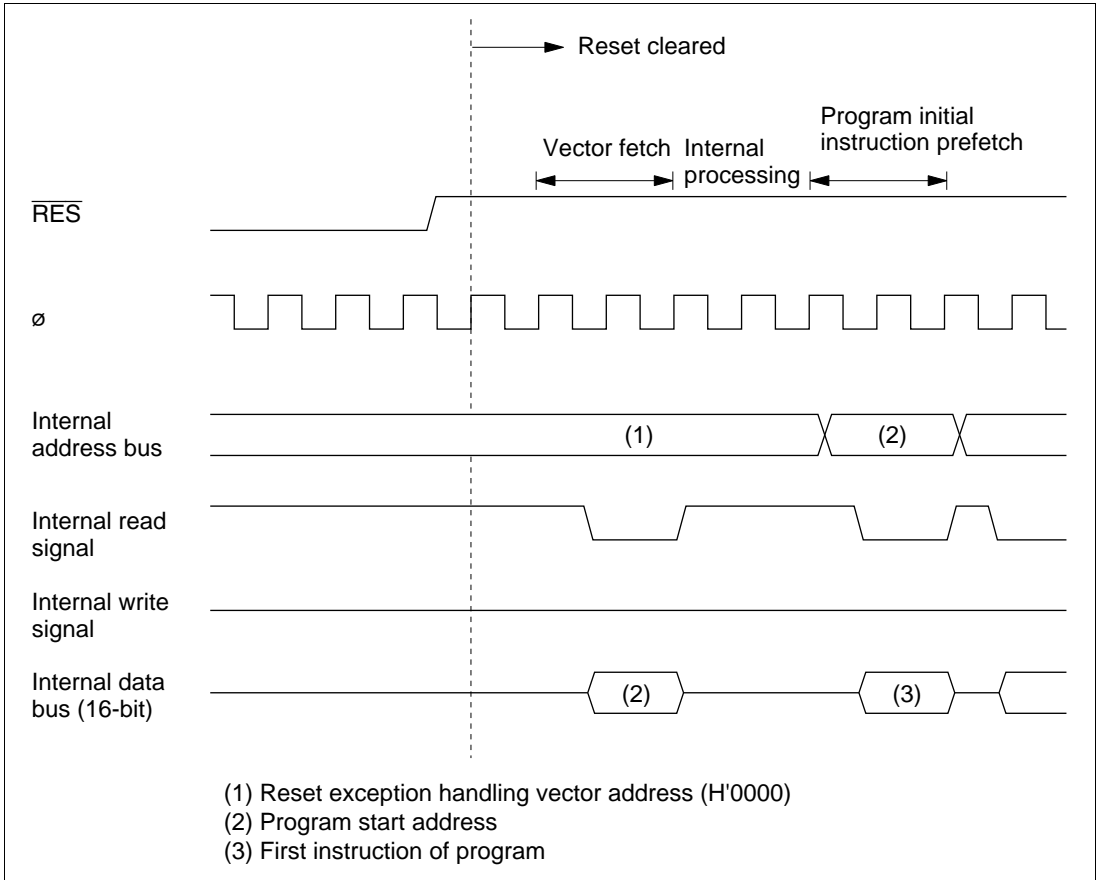 Reset cleared
Program initial
instruction prefetch
Vector fetch
Internal
processing
RES
ø
Internal
address bus
(1)
(2)
Internal read
signal
Internal write
signal
Internal data
bus (16-bit)
(2)
(3)
(1) Reset exception handling vector address (H'0000)
(2) Program start address
(3) First instruction of program